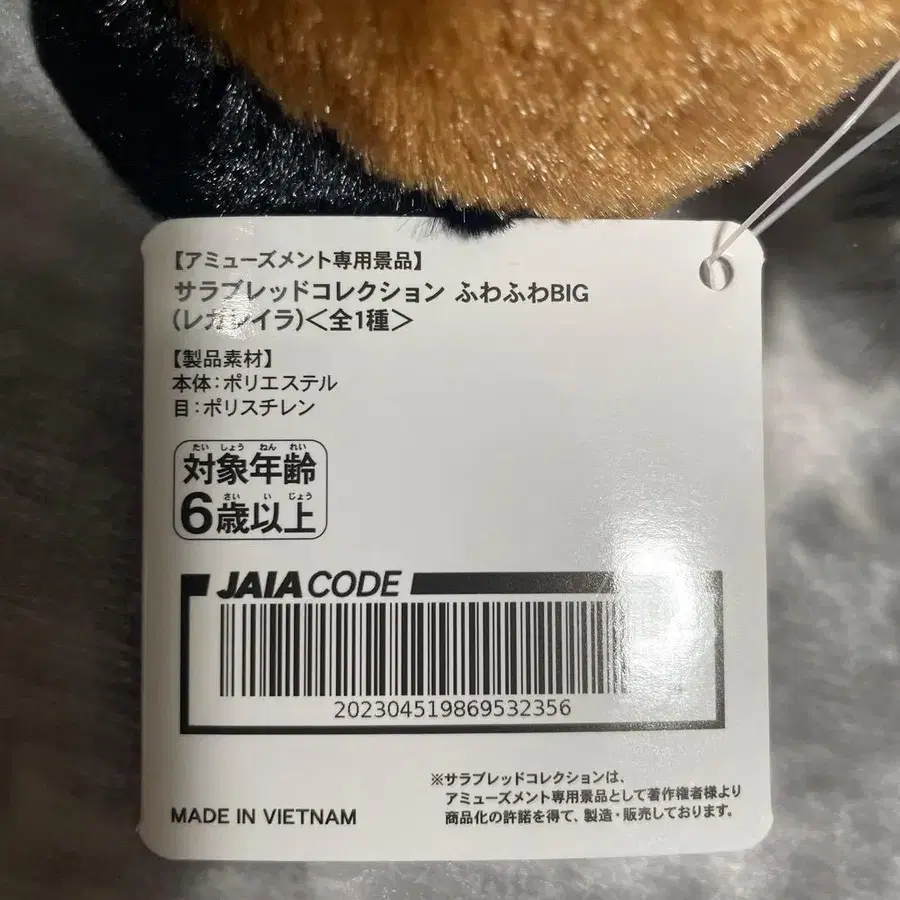 【アミューズメント専用景品】
サラブレッドコレクション ふわふわBIG
(レガレイラ)<全1種>
【製品素材】
本体:ポリエステル
目:ポリスチレン
たい しょう ねん れい
対象年齢
さい い じょう
6歳以上
JAIA CODE
202304519869532356
※サラブレッドコレクションは、
アミューズメント専用景品として著作権者様より
商品化の許諾を得て、製造・販売しております。
MADE IN VIETNAM